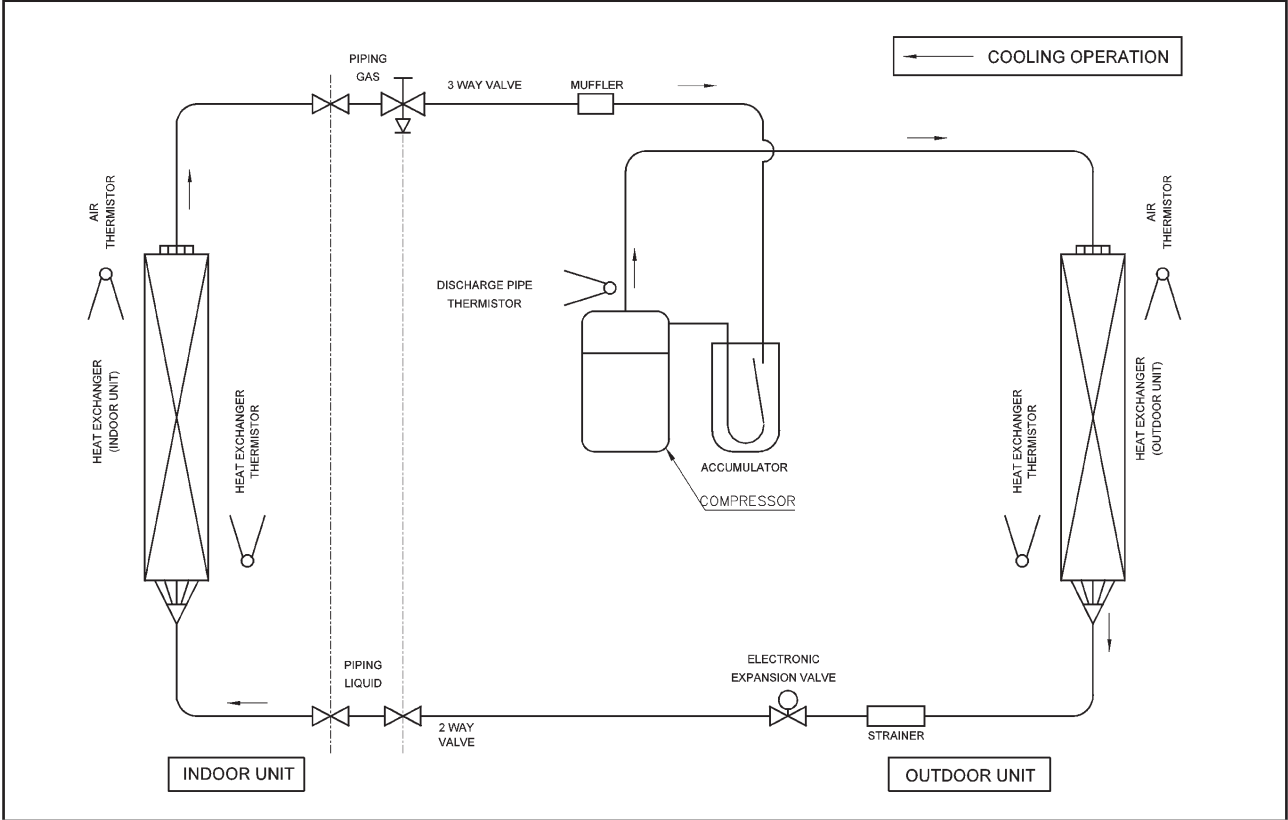 COOLING OPERATION
PIPING
GAS
3 WAY VALVE
MUFFLER
AIR
THERMISTOR
AIR
THERMISTOR
DISCHARGE PIPE
THERMISTOR
HEAT EXCHANGER
(INDOOR UNIT)
HEAT EXCHANGER
THERMISTOR
HEAT EXCHANGER
THERMISTOR
HEAT EXCHANGER
(OUTDOOR UNIT)
ACCUMULATOR
COMPRESSOR
PIPING
LIQUID
2 WAY
VALVE
ELECTRONIC
EXPANSION VALVE
STRAINER
INDOOR UNIT
OUTDOOR UNIT